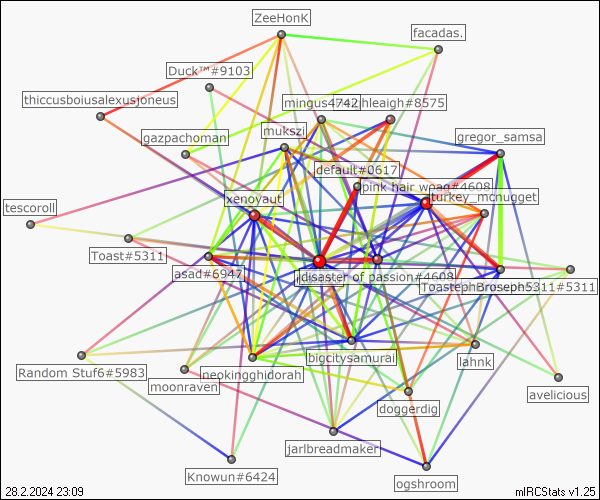 ZeeHonK
facadas.
Duck™#9103
thiccusboiusalexusjoneus
mingus4742
hleaigh#8575
mukszi
gregor_samsa
gazpachoman
default#0617
pink hair
#4608
xenoyaut
turkey_mcnugget
tescoroll
Toast#5311
asad#6947
disaster of passion#4608
#5311
bigcitysamurai
lahnk
Random Stuf6#5983
neokingghidorah
moonraven
avelicious
doggerdig
jarlbreadmaker
Knowun#6424
ogshroom
28.2.2024 23:09
mIRCStats v1.25